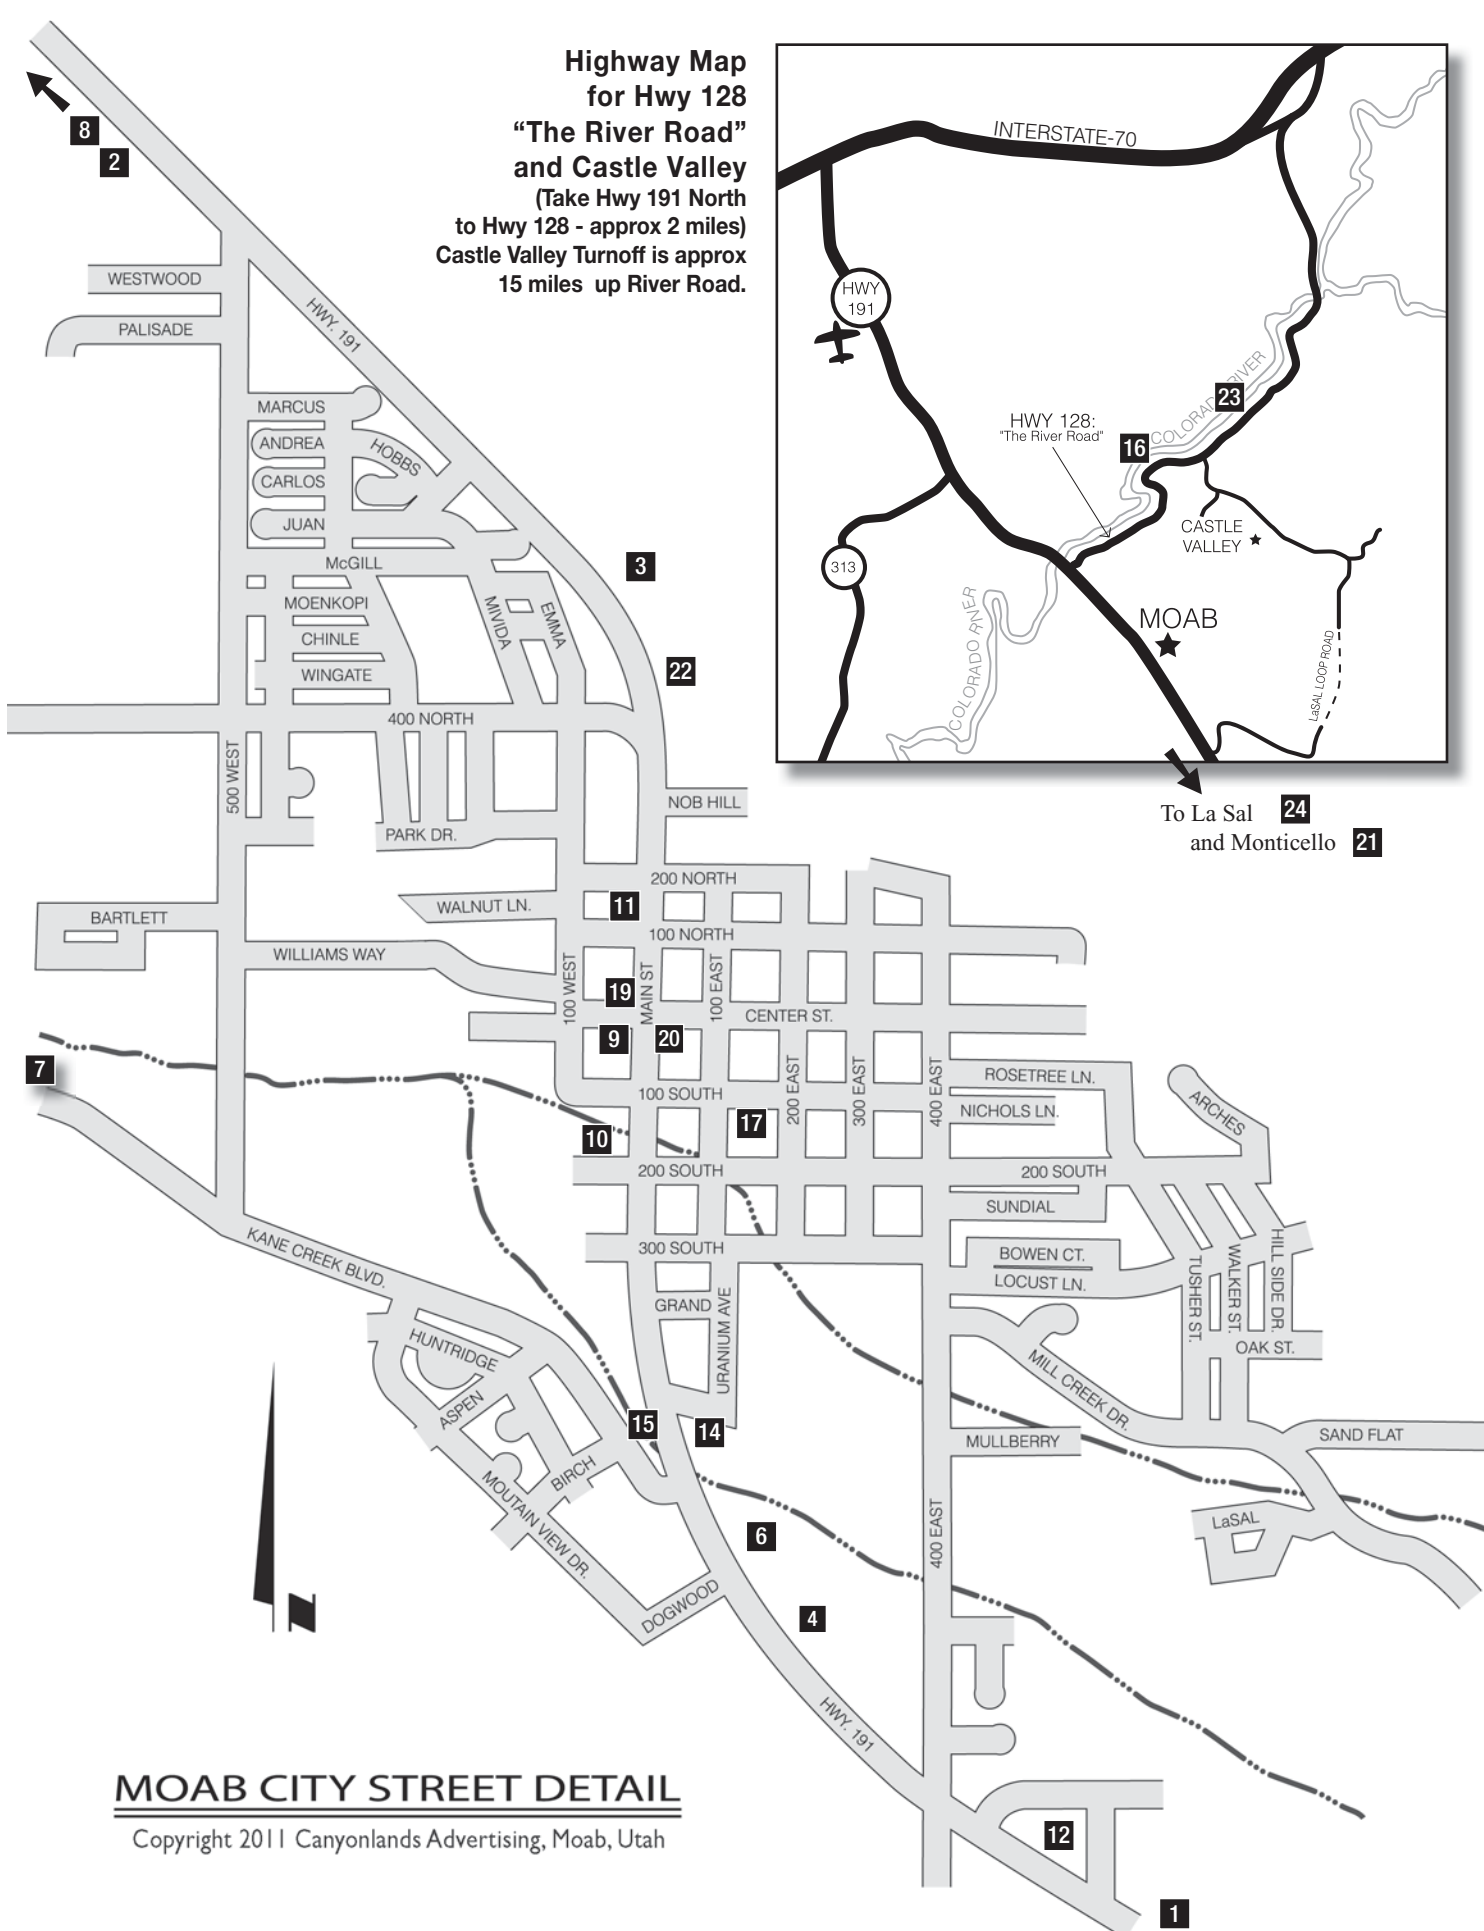 Highway Map
for Hwy 128
“The River Road”
and Castle Valley
(Take Hwy 191 North
to Hwy 128 - approx 2 miles)
Castle Valley Turnoff is approx
15 miles up River Road.
INTERSTATE-70
HWY
191
HWY 128:
"The River Road"
COLORADO RIVER
23
16
CASTLE
VALLEY
313
MOAB
COLORADO RIVER
LaSAL LOOP ROAD
To La Sal
24
and Monticello
21
8
2
WESTWOOD
PALISADE
HWY. 191
MARCUS
ANDREA
HOBBS
CARLOS
JUAN
McGILL
3
MOENKOPI
MIVIDA
EMMA
CHINLE
WINGATE
22
400 NORTH
500 WEST
NOB HILL
PARK DR.
200 NORTH
WALNUT LN.
11
BARTLETT
100 NORTH
WILLIAMS WAY
100 WEST
19
MAIN ST
100 EAST
CENTER ST.
9
20
7
200 EAST
300 EAST
400 EAST
ROSETREE LN.
100 SOUTH
NICHOLS LN.
ARCHES
17
10
200 SOUTH
200 SOUTH
SUNDIAL
KANE CREEK BLVD.
300 SOUTH
BOWEN CT.
LOCUST LN.
TUSHER ST.
WALKER ST.
HILL SIDE DR.
GRAND
URANIUM AVE
HUNTRIDGE
OAK ST.
MILL CREEK DR.
ASPEN
15
14
MULLBERRY
SAND FLAT
BIRCH
MOUTAIN VIEW DR.
6
400 EAST
LaSAL
DOGWOOD
4
HWY. 191
N
MOAB CITY STREET DETAIL
Copyright 2011 Canyonlands Advertising, Moab, Utah
12
1